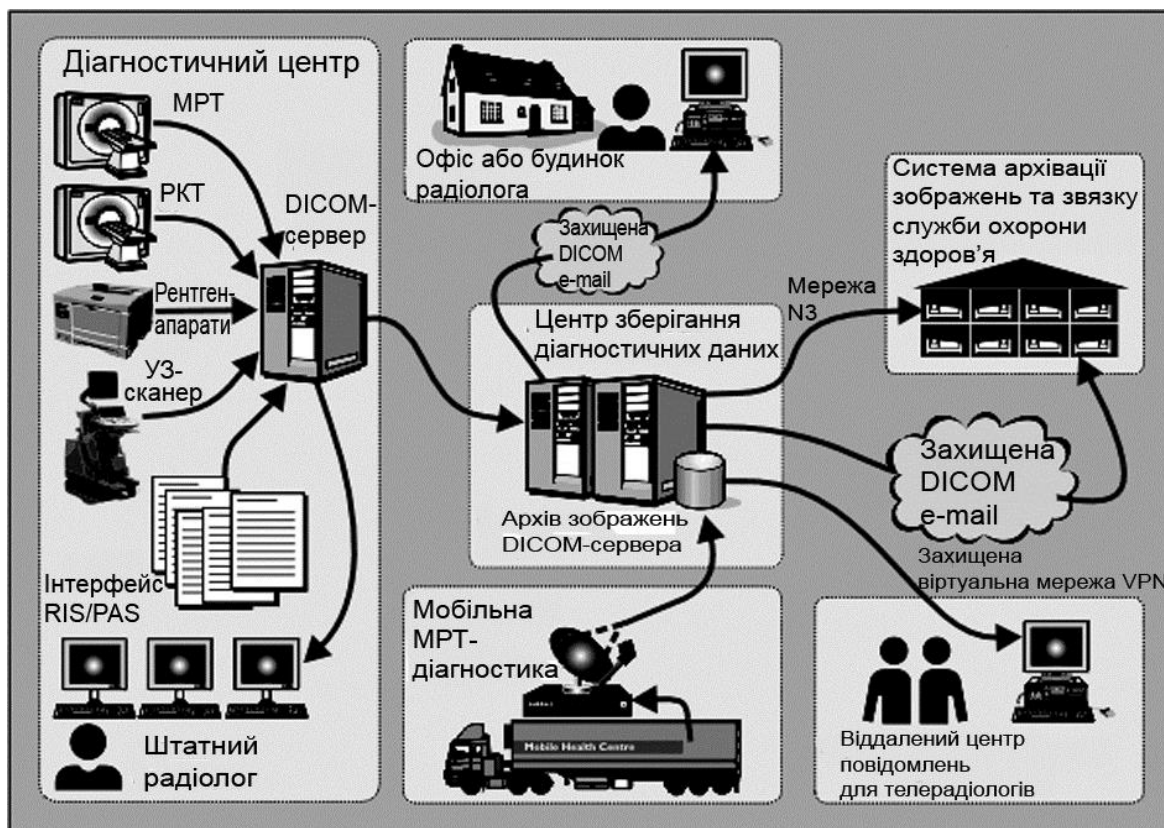 Діагностичний центр
МРТ
РКТ
DICOM-
сервер
Рентген-
апарати
УЗ-
сканер
Інтерфейс
RIS/PAS
Штатний
радіолог
Офіс або будинок
радіолога
Захищена
DICOM
e-mail
Центр зберігання
діагностичних даних
Архів зображень
DICOM-сервера
Мобільна
МРТ-
діагностика
Mobile Health Centre
Мережа
N3
Система архівації
зображень та звязку
служби охорони
здоров’я
Захищена
DICOM
e-mail
Захищена
віртуальна мережа VPN
Віддалений центр
повідомлень
для телерадіологів